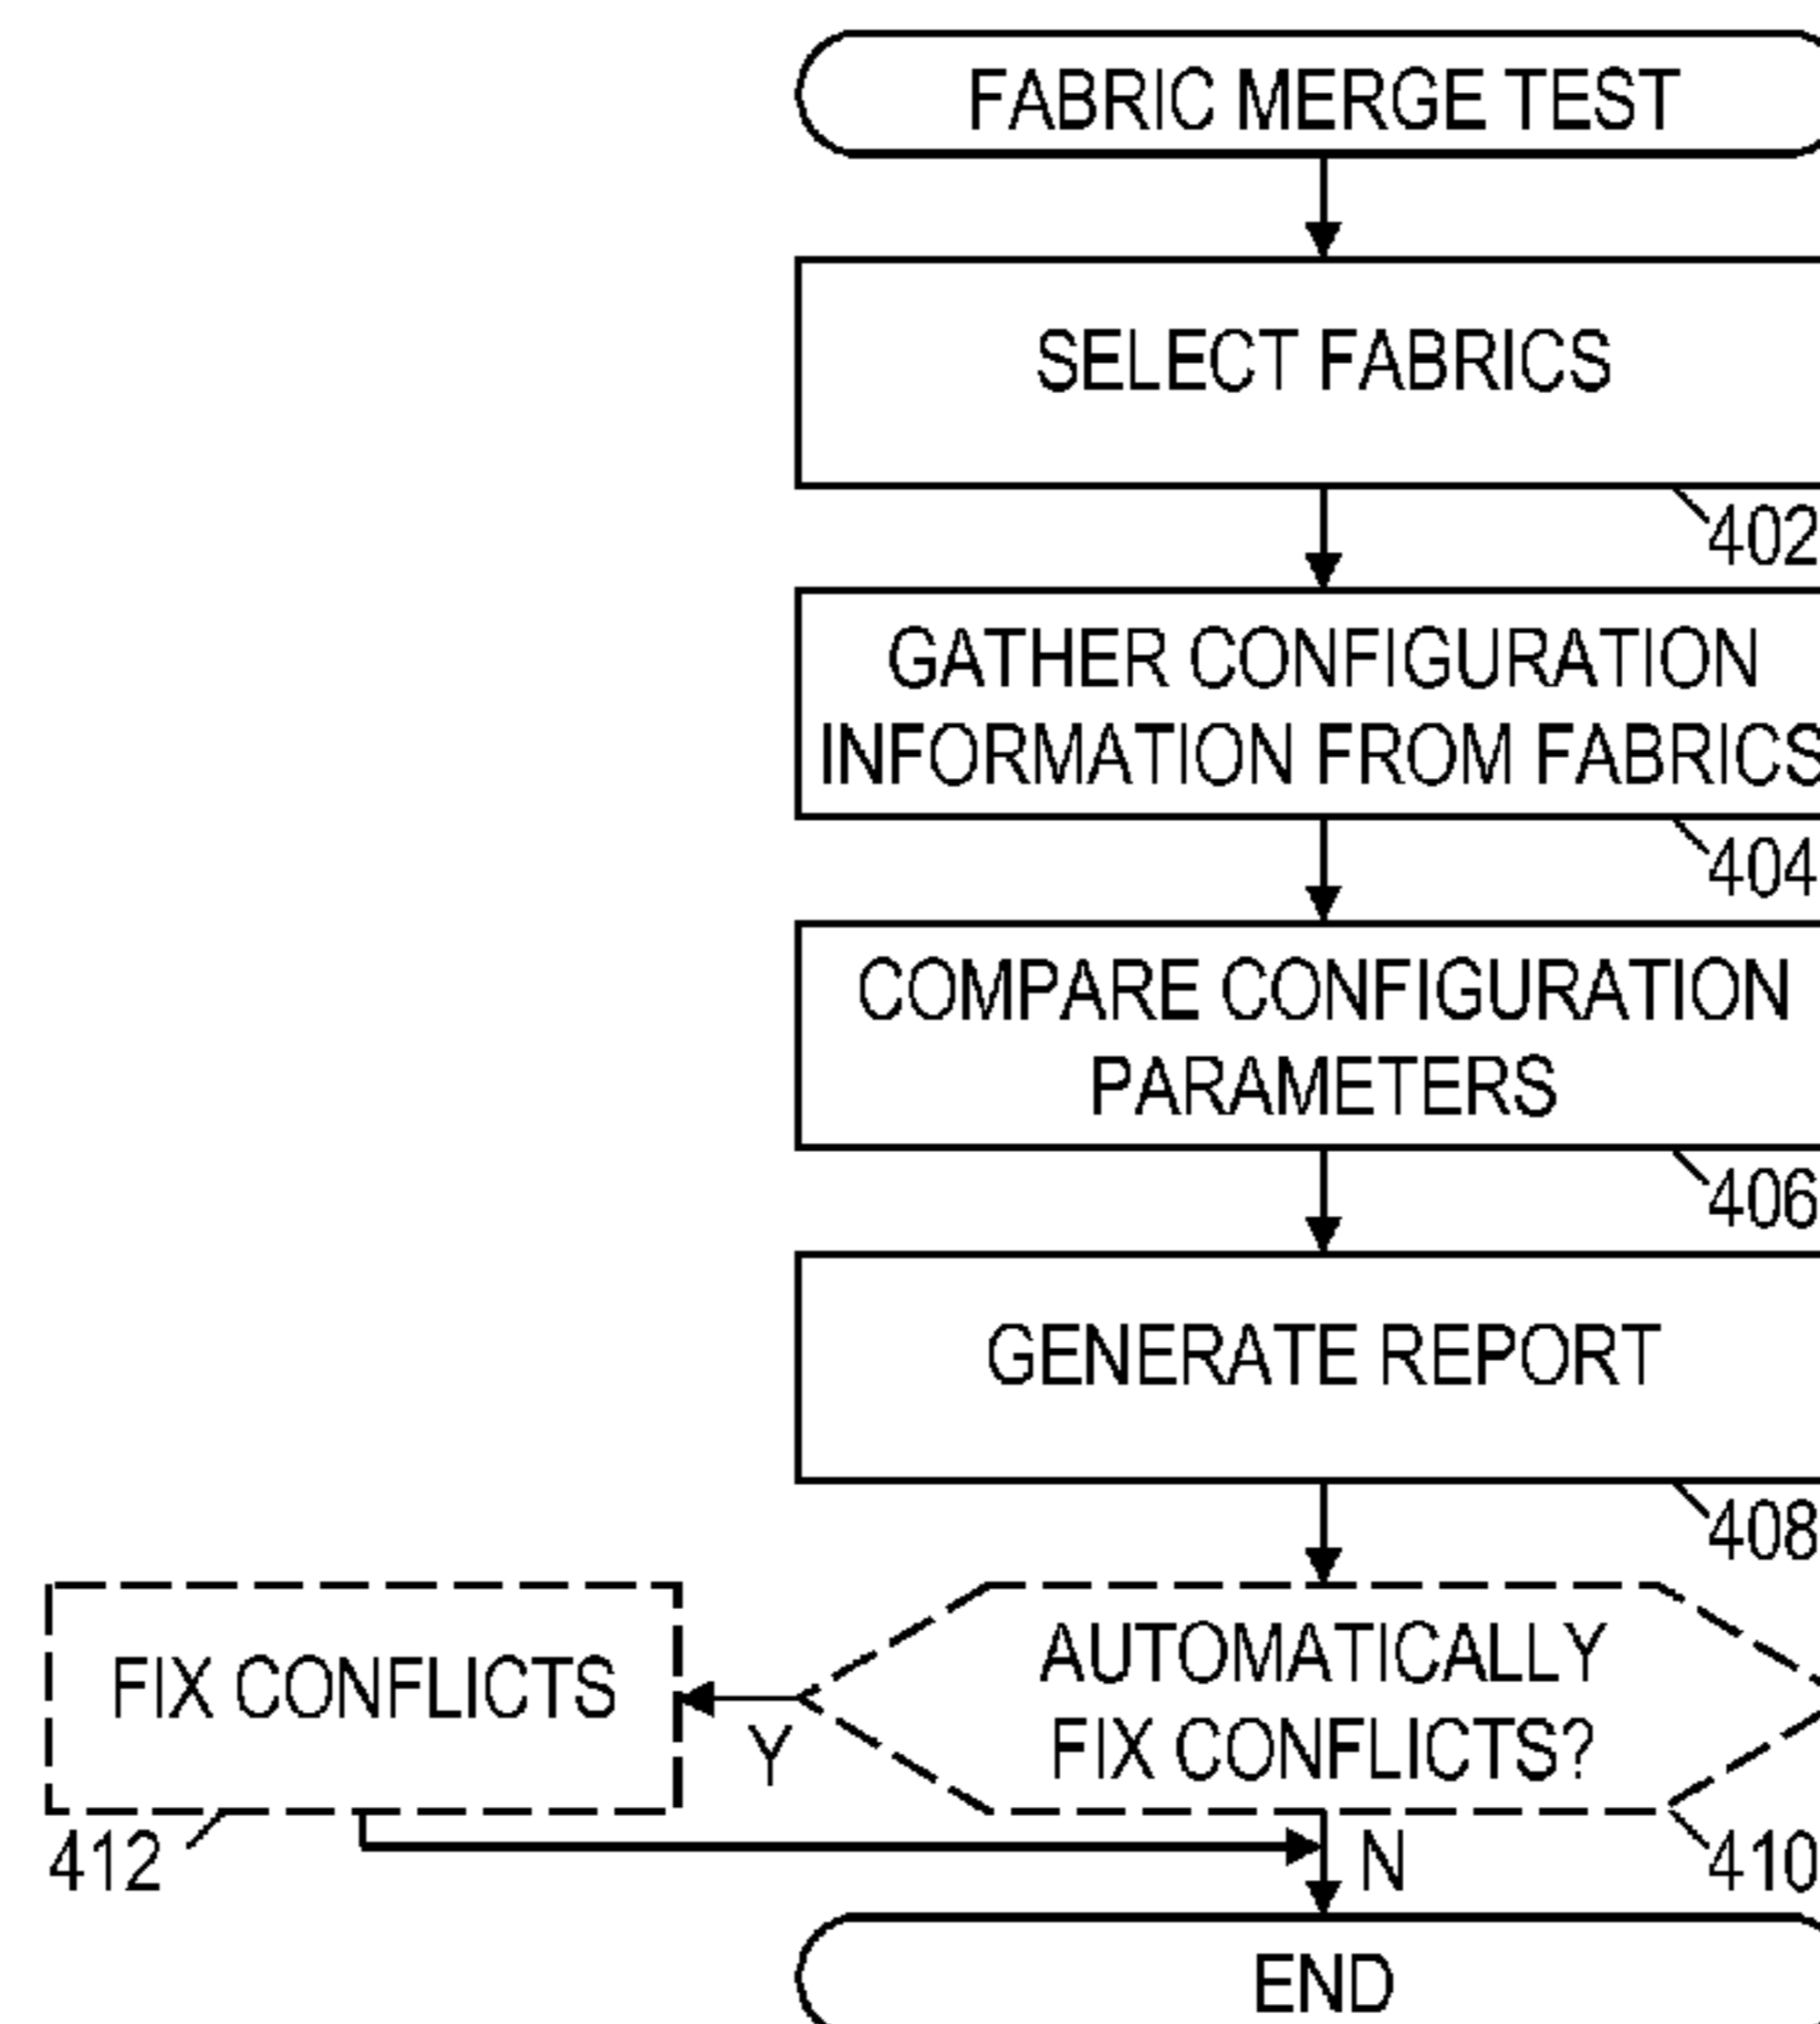 FABRIC MERGE TEST
SELECT FABRICS
402
GATHER CONFIGURATION
INFORMATION FROM FABRICS
404
COMPARE CONFIGURATION
PARAMETERS
406
GENERATE REPORT
408
AUTOMATICALLY
FIX CONFLICTS?
FIX CONFLICTS
Y
N
412
410
END